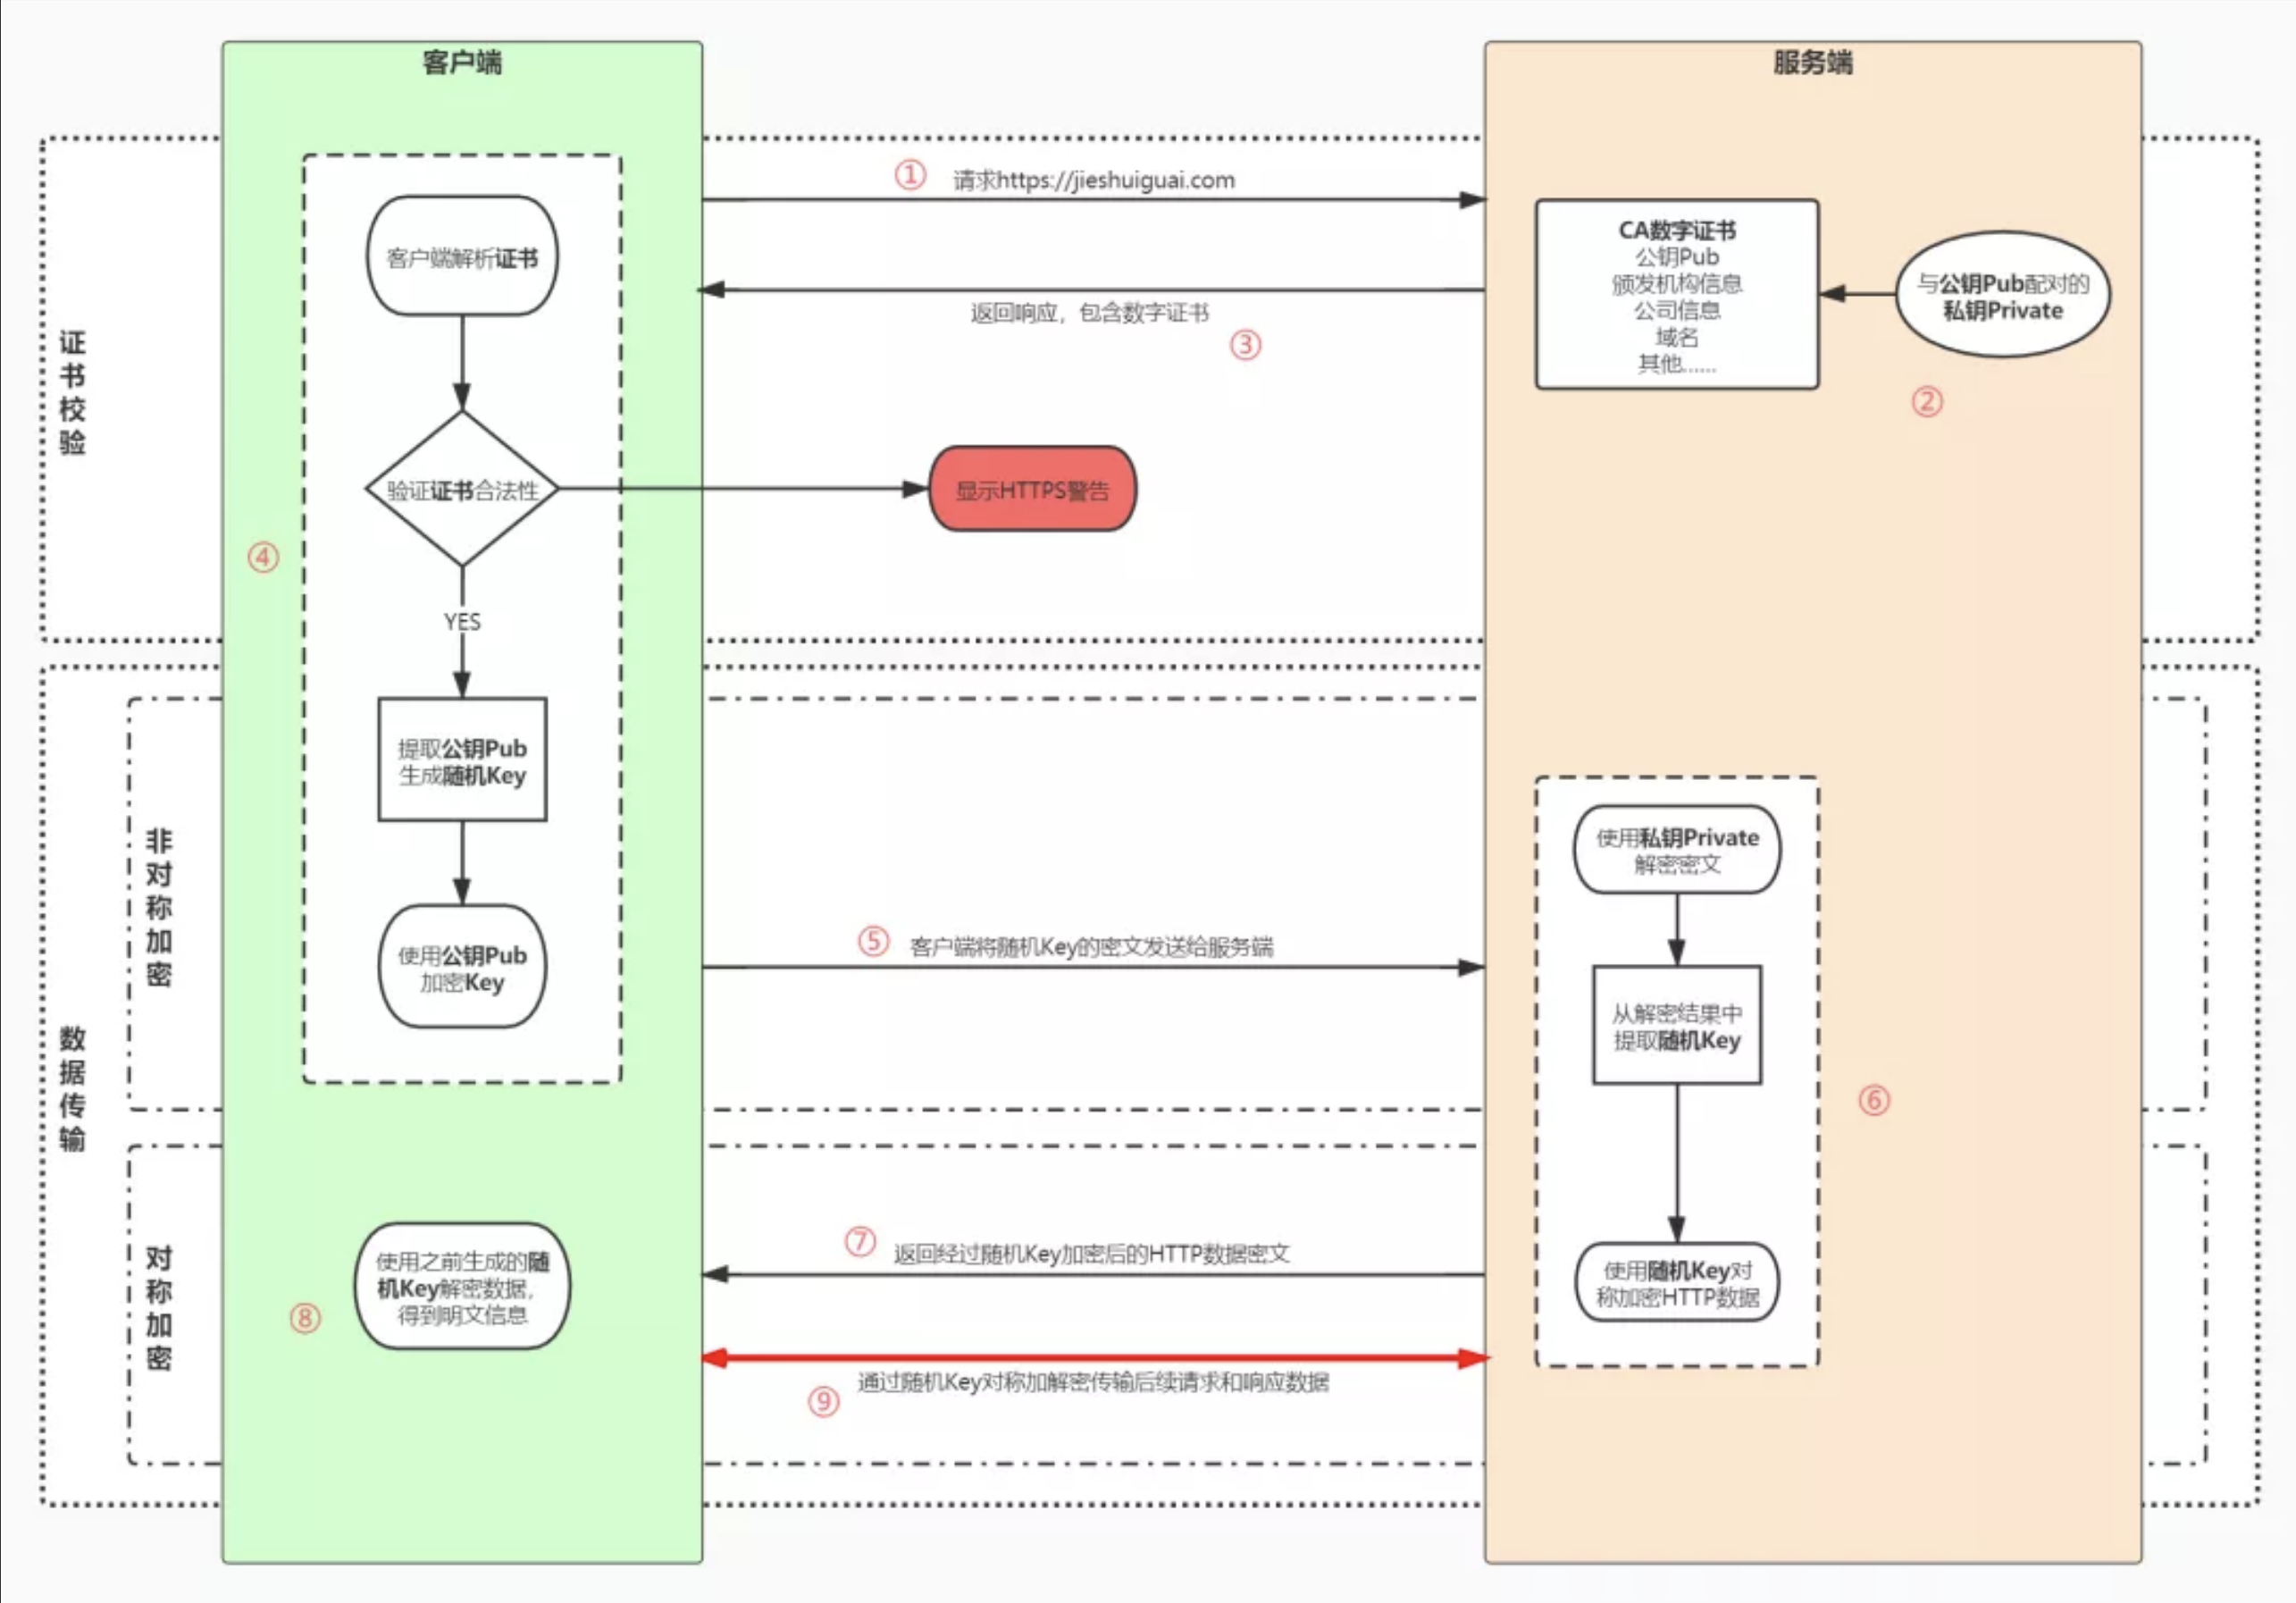 客户端
服务端
证书校验
① 请求https://jieshuiguai.com
客户端解析证书
CA数字证书
公钥Pub
颁发机构信息
公司信息
域名
其他......
与公钥Pub配对的
私钥Private
②
返回响应，包含数字证书
③
验证证书合法性
显示HTTPS警告
④
YES
数据传输
非对称加密
提取公钥Pub
生成随机Key
使用公钥Pub
加密Key
⑤ 客户端将随机Key的密文发送给服务端
使用私钥Private
解密密文
从解密结果中
提取随机Key
⑥
对称加密
使用随机Key对
称加密HTTP数据
⑦ 返回经过随机Key加密后的HTTP数据密文
使用之前生成的随
机Key解密数据，
得到明文信息
⑧
通过随机Key对称加解密传输后续请求和响应数据
⑨